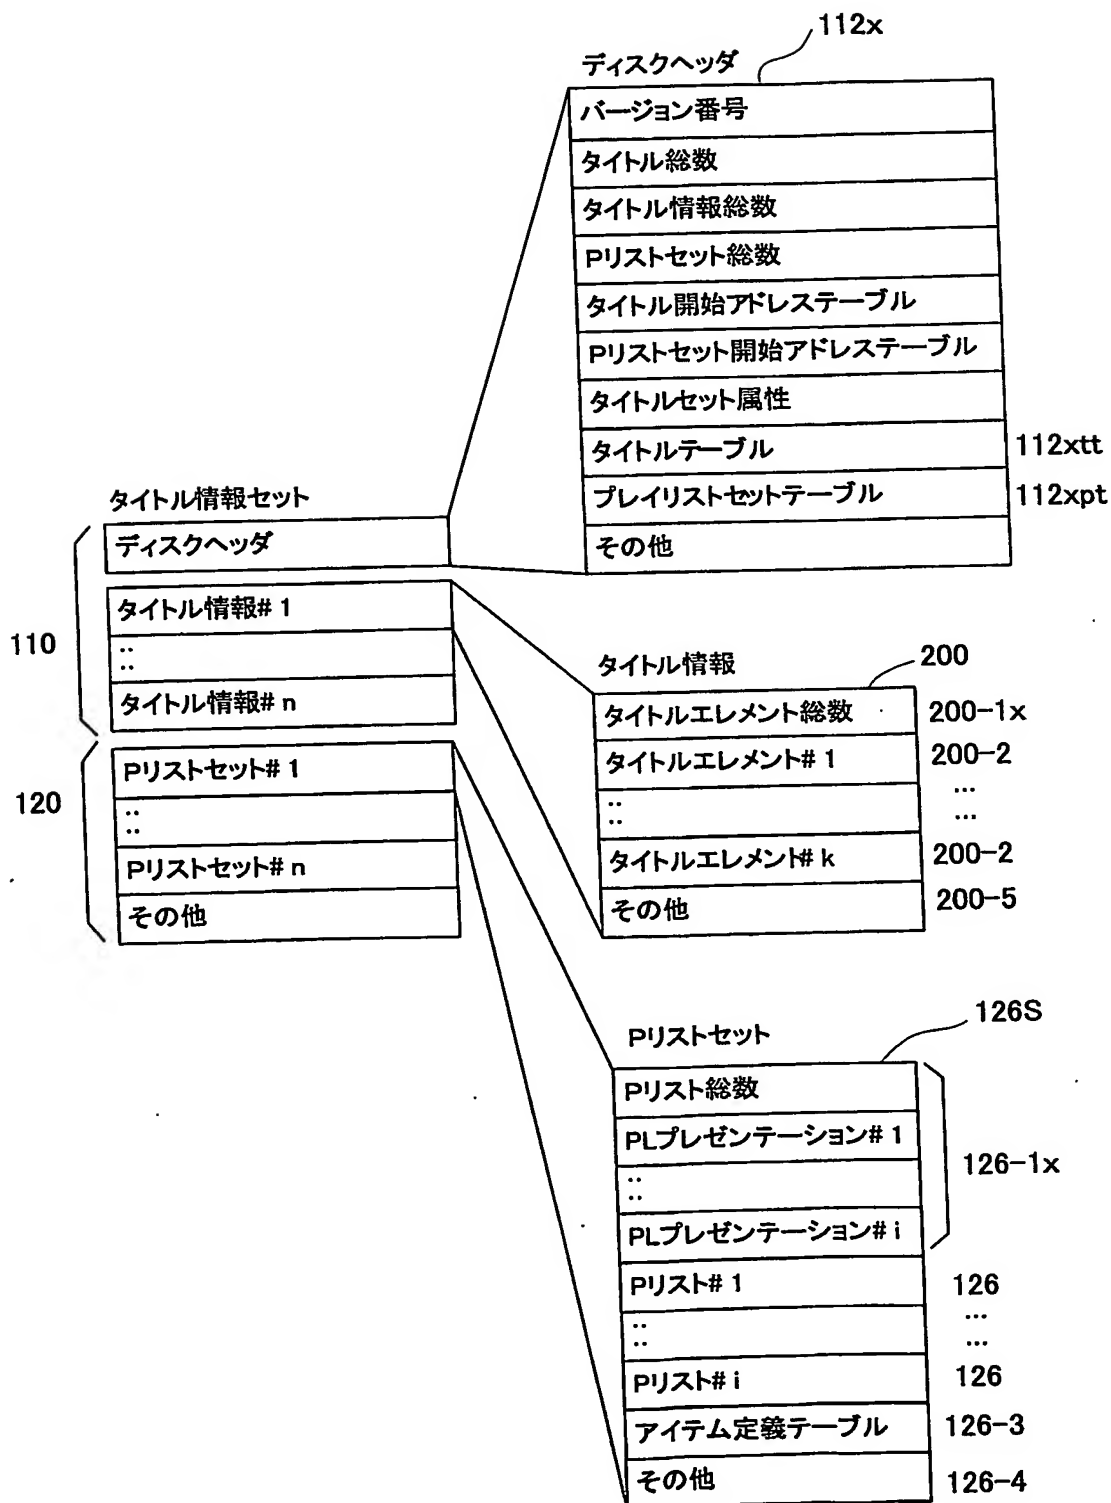 112x
ディスクヘッダ
バージョン番号
タイトル総数
タイトル情報総数
Pリストセット総数
タイトル開始アドレステーブル
Pリストセット開始アドレステーブル
タイトルセット属性
タイトルテーブル 112xtt
プレイリストセットテーブル 112xpt
その他
タイトル情報セット
ディスクヘッダ
タイトル情報#1
::
タイトル情報#n
110
Pリストセット#1
::
Pリストセット#n
その他
120
タイトル情報 200
タイトルエレメント総数 200-1x
タイトルエレメント#1 200-2
:: ... ...
タイトルエレメント#k 200-2
その他 200-5
Pリストセット 126S
Pリスト総数
PLプレゼンテーション#1
::
PLプレゼンテーション#i
126-1x
Pリスト#1 126
:: ... ...
Pリスト#i 126
アイテム定義テーブル 126-3
その他 126-4